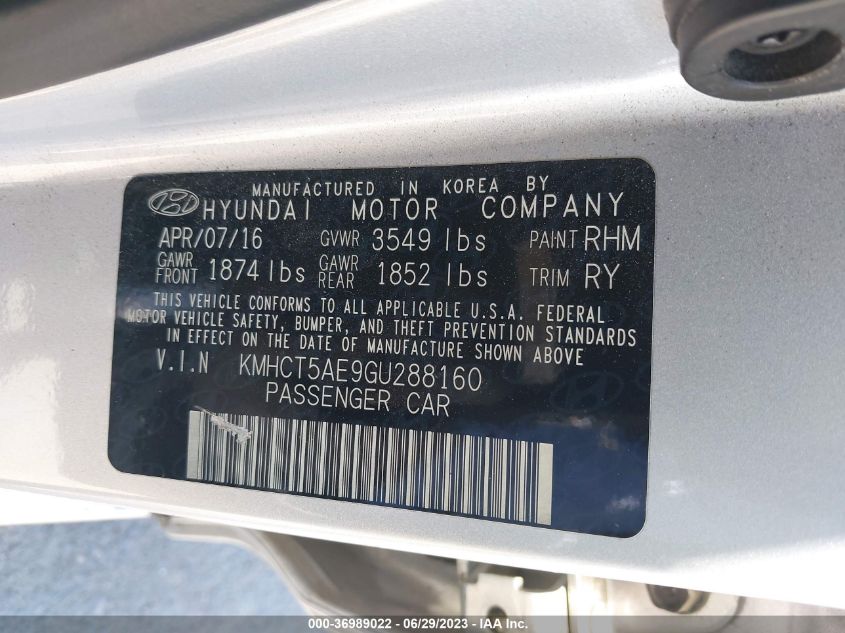 MANUFACTURED IN KOREA BY
HYUNDAI MOTOR COMPANY
APR/07/16 GVWR 3549 lbs PAINT RHM
GAWR FRONT 1874 lbs GAWR REAR 1852 lbs TRIM RY
THIS VEHICLE CONFORMS TO ALL APPLICABLE U.S.A. FEDERAL
MOTOR VEHICLE SAFETY, BUMPER, AND THEFT PREVENTION STANDARDS
IN EFFECT ON THE DATE OF MANUFACTURE SHOWN ABOVE
V.I.N KMHCT5AE9GU288160
PASSENGER CAR
000-36989022 - 06/29/2023 - IAA Inc.